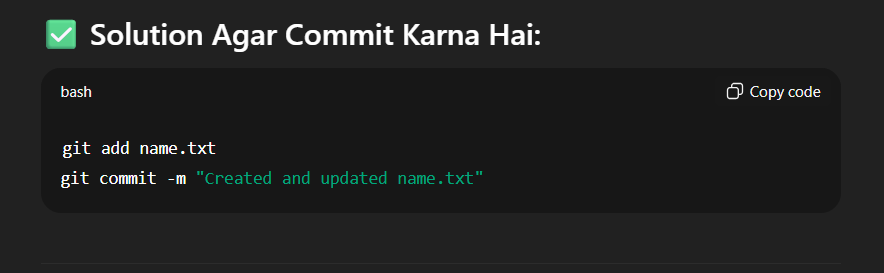 ✅ Solution Agar Commit Karna Hai:
bash
Copy code
git add name.txt
git commit -m "Created and updated name.txt"